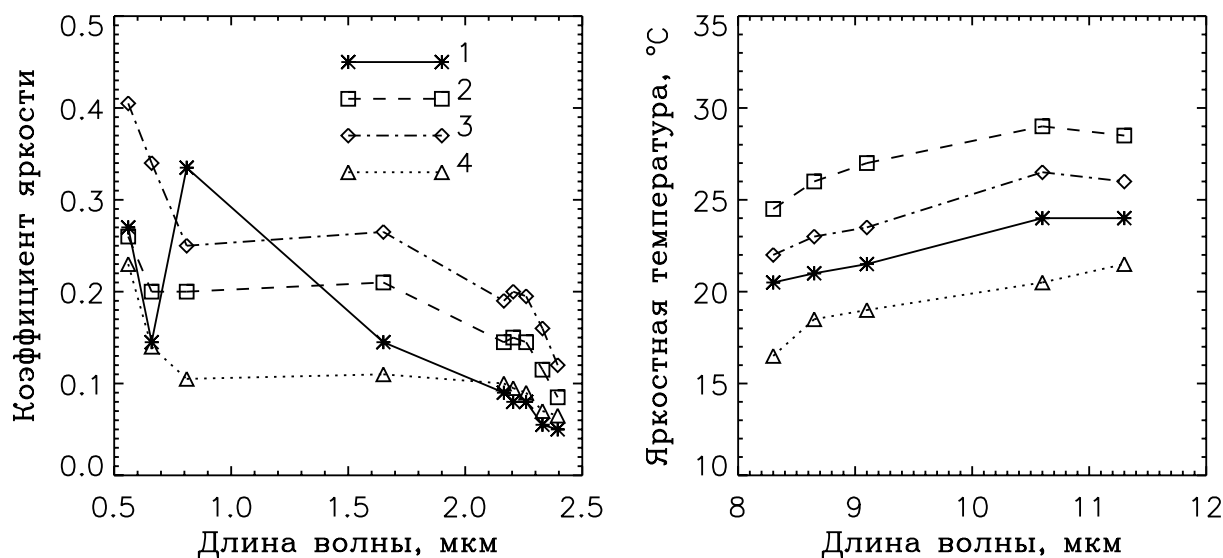 Коэффициент яркости
0.5
0.4
0.3
0.2
0.1
0.0
0.5 1.0 1.5 2.0 2.5
Длина волны, мкм
1
2
3
4
Яркостная температура, °C
35
30
25
20
15
10
8 9 10 11 12
Длина волны, мкм